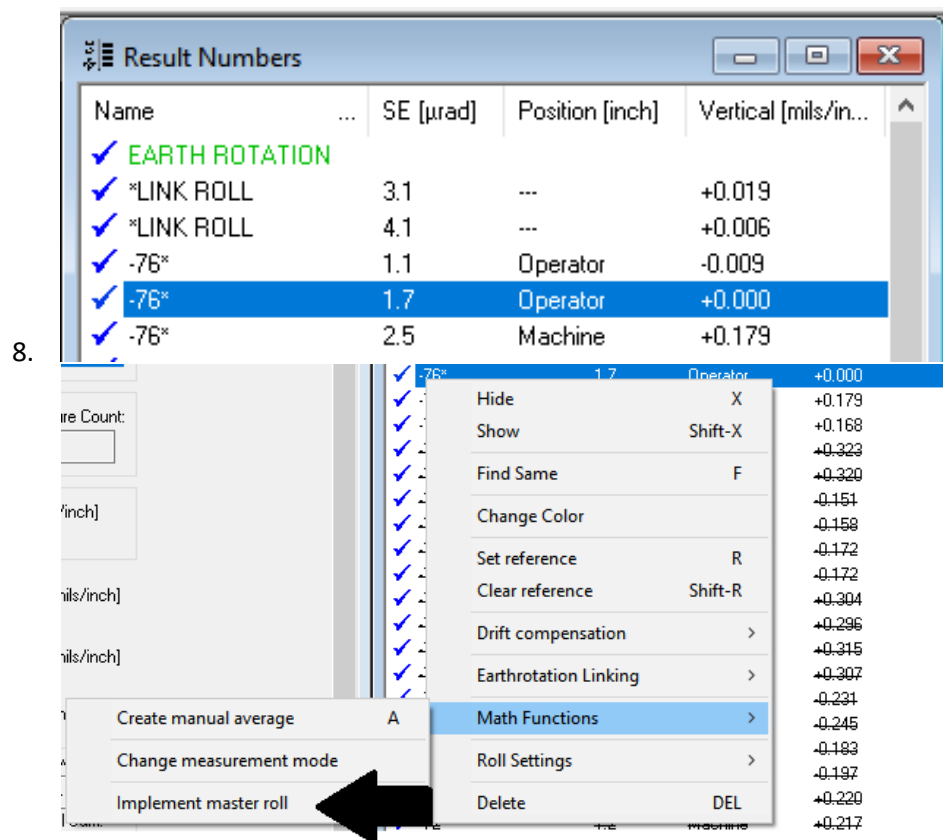 Result Numbers
Name ... SE [µrad] Position [inch] Vertical [mils/in...
EARTH ROTATION
*LINK ROLL 3.1 --- +0.019
*LINK ROLL 4.1 --- +0.006
-76* 1.1 Operator -0.009
-76* 1.7 Operator +0.000
-76* 2.5 Machine +0.179
8.
-76* 1.7 Operator +0.000
Hide X +0.179
ire Count: Show Shift-X +0.168
+0.323
Find Same F +0.320
-0.151
/inch] Change Color -0.158
-0.172
Set reference R -0.172
nils/inch] Clear reference Shift-R +0.304
+0.296
Drift compensation > +0.315
nils/inch] Earthrotation Linking > +0.307
-0.231
Create manual average A Math Functions > -0.245
-0.183
Change measurement mode Roll Settings > -0.197
Implement master roll Delete DEL +0.220
+0.217